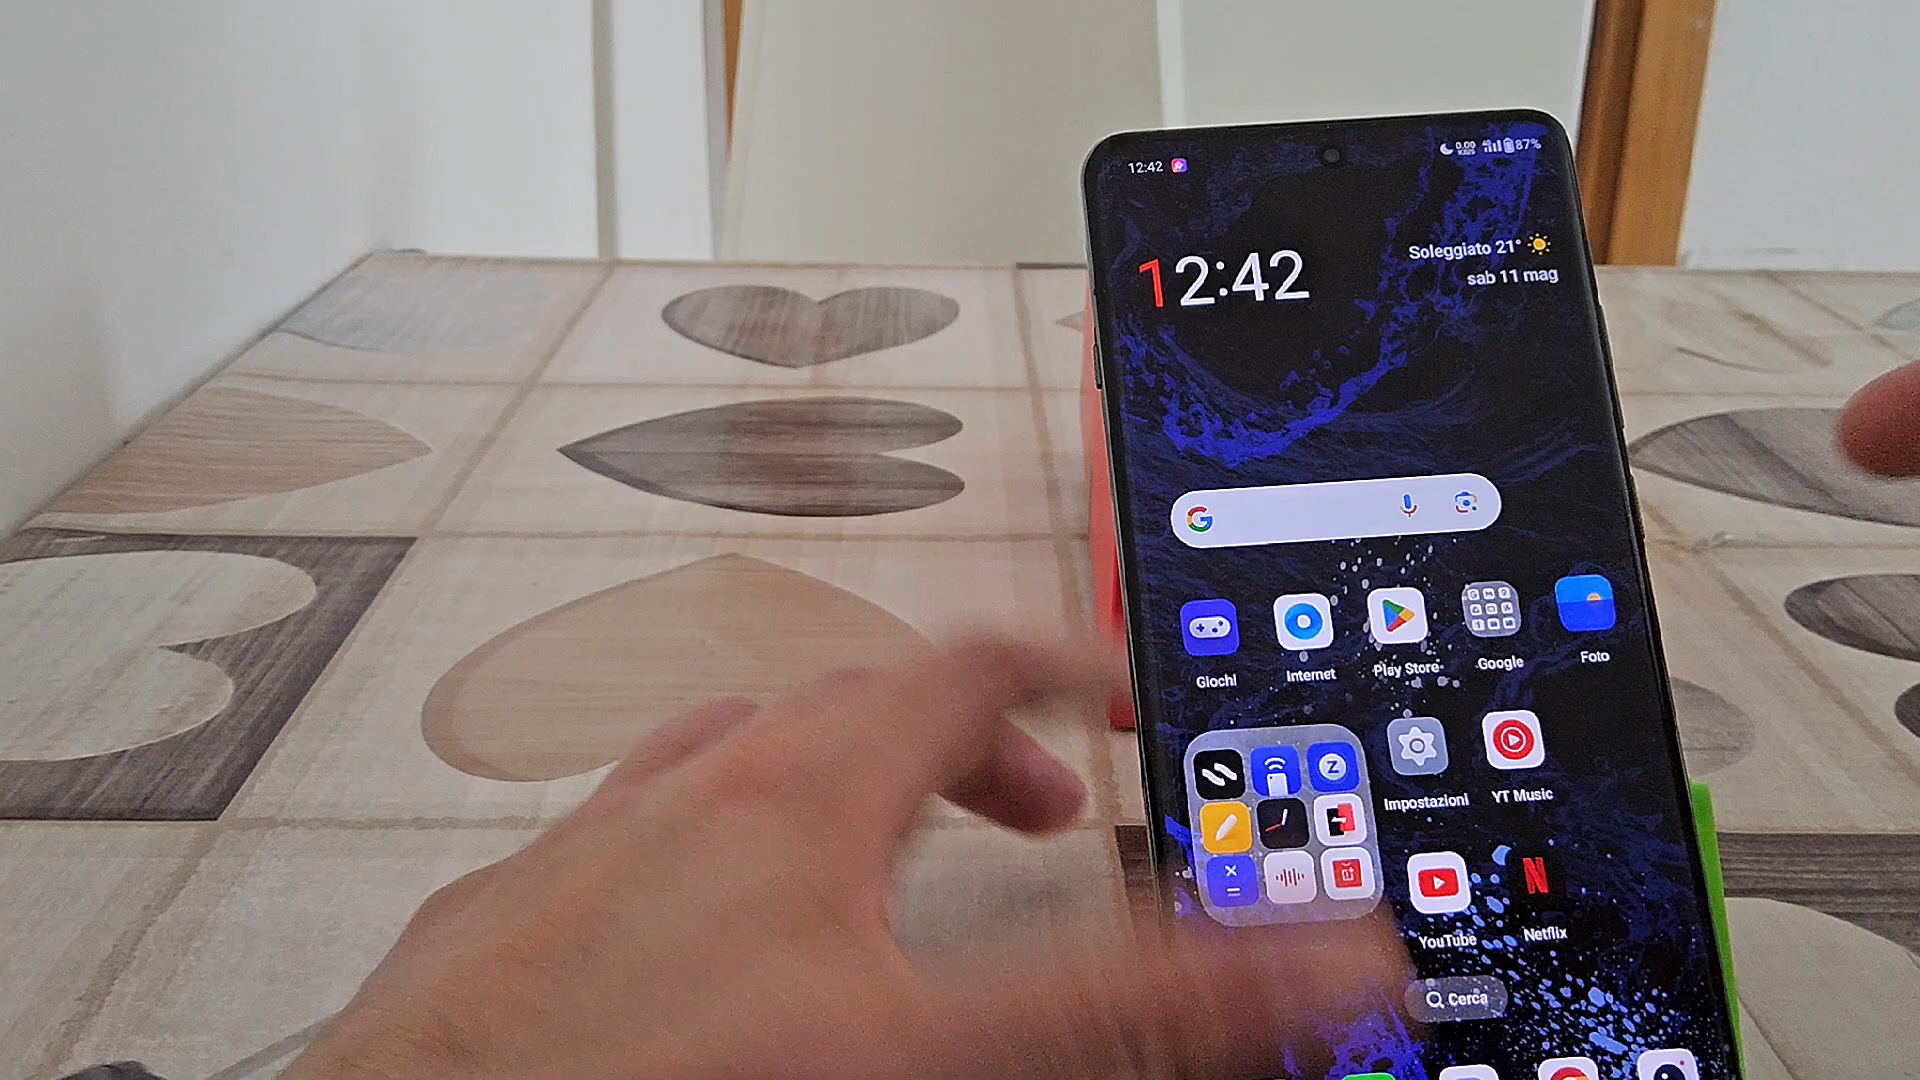 12:42
87%
12:42
Soleggiato 21°
sab 11 mag
Giochi
Internet
Play Store
Google
Foto
Impostazioni
YT Music
YouTube
Netflix
Cerca